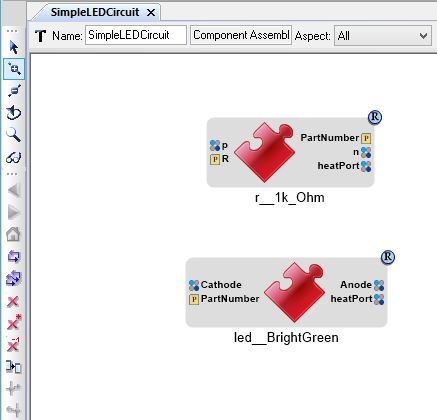 SimpleLEDCircuit
T Name: SimpleLEDCircuit Component Assembl Aspect: All
R
PartNumber P
p n
P R heatPort
r__1k_Ohm
R
Cathode Anode
P PartNumber heatPort
led__BrightGreen